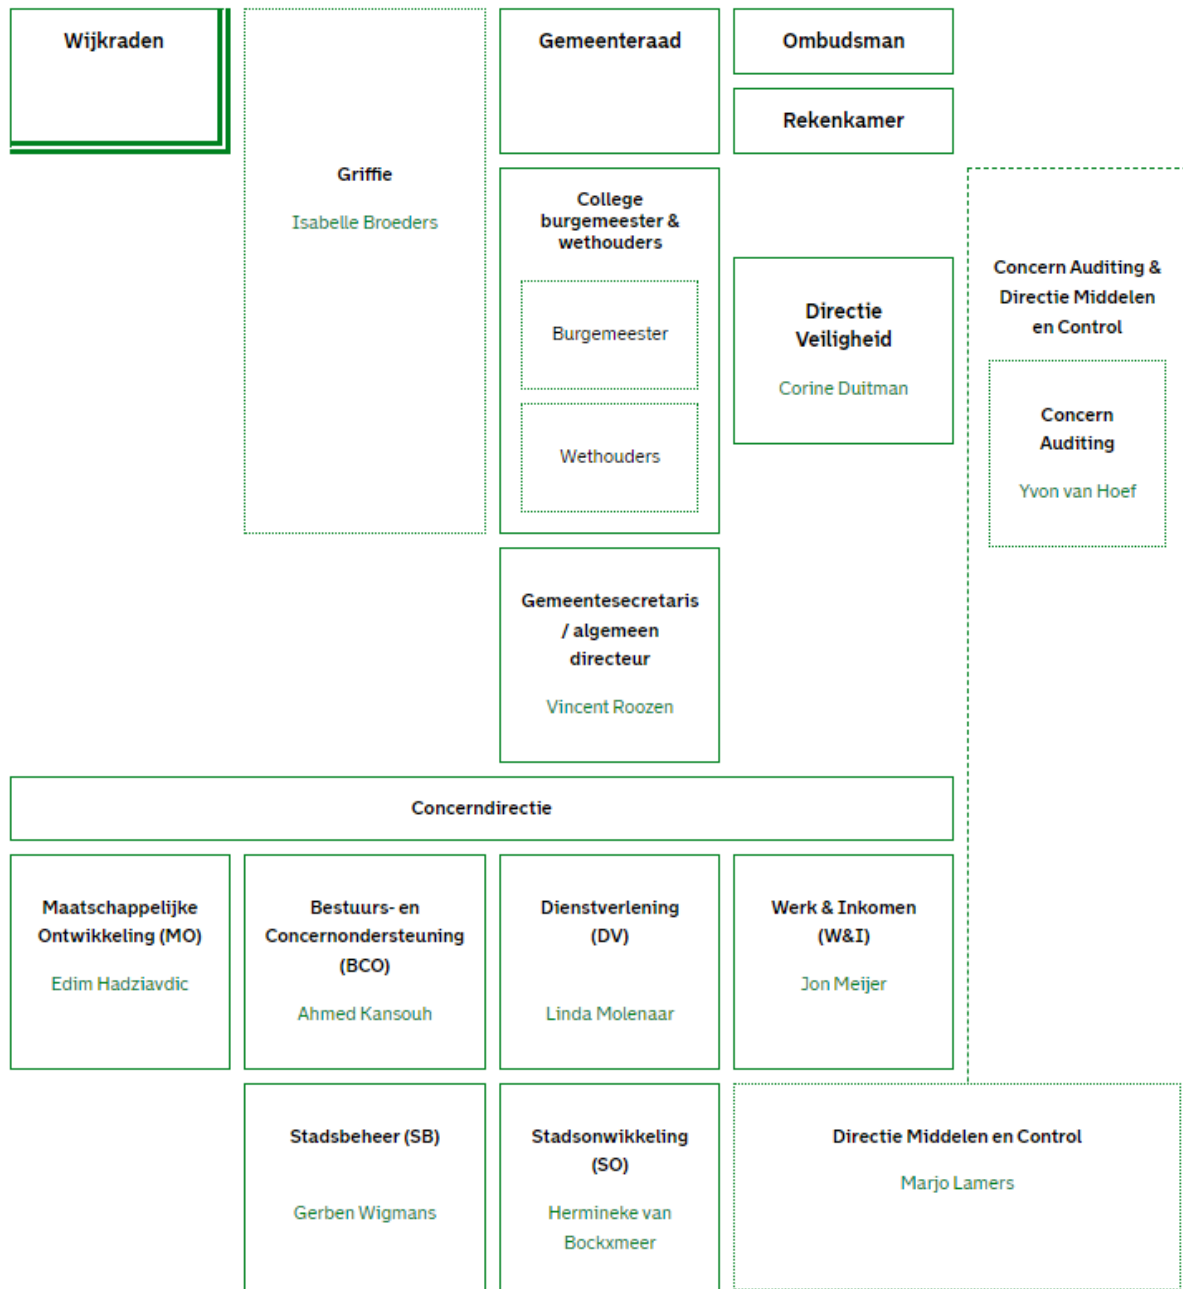 Wijkraden
Griffie
Isabelle Broeders
Gemeenteraad
Ombudsman
Rekenkamer
College
burgemeester &
wethouders
Burgemeester
Wethouders
Directie
Veiligheid
Corine Duitman
Concern Auditing &
Directie Middelen
en Control
Concern
Auditing
Yvon van Hoef
Gemeentesecretaris
/ algemeen
directeur
Vincent Roozen
Concerndirectie
Maatschappelijke
Ontwikkeling (MO)
Edim Hadziavdic
Bestuurs- en
Concernondersteuning
(BCO)
Ahmed Kansouh
Dienstverlening
(DV)
Linda Molenaar
Werk & Inkomen
(W&I)
Jon Meijer
Stadsbeheer (SB)
Gerben Wigmans
Stadsonwikkeling
(SO)
Hermineke van
Bockxmeer
Directie Middelen en Control
Marjo Lamers